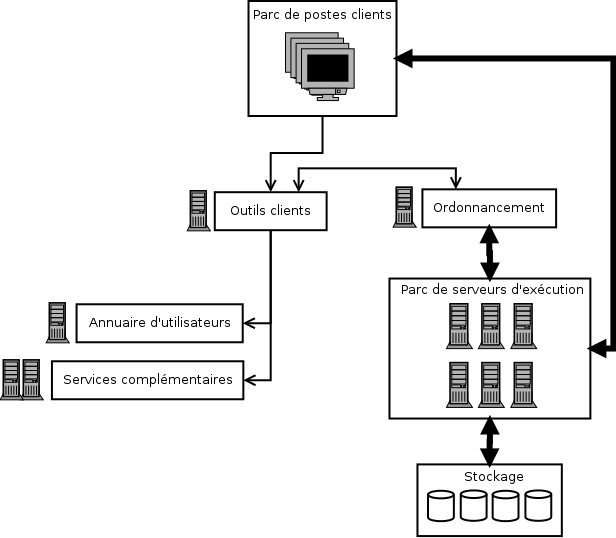 Parc de postes clients
Outils clients
Ordonnancement
Parc de serveurs d'exécution
Annuaire d'utilisateurs
Services complémentaires
Stockage